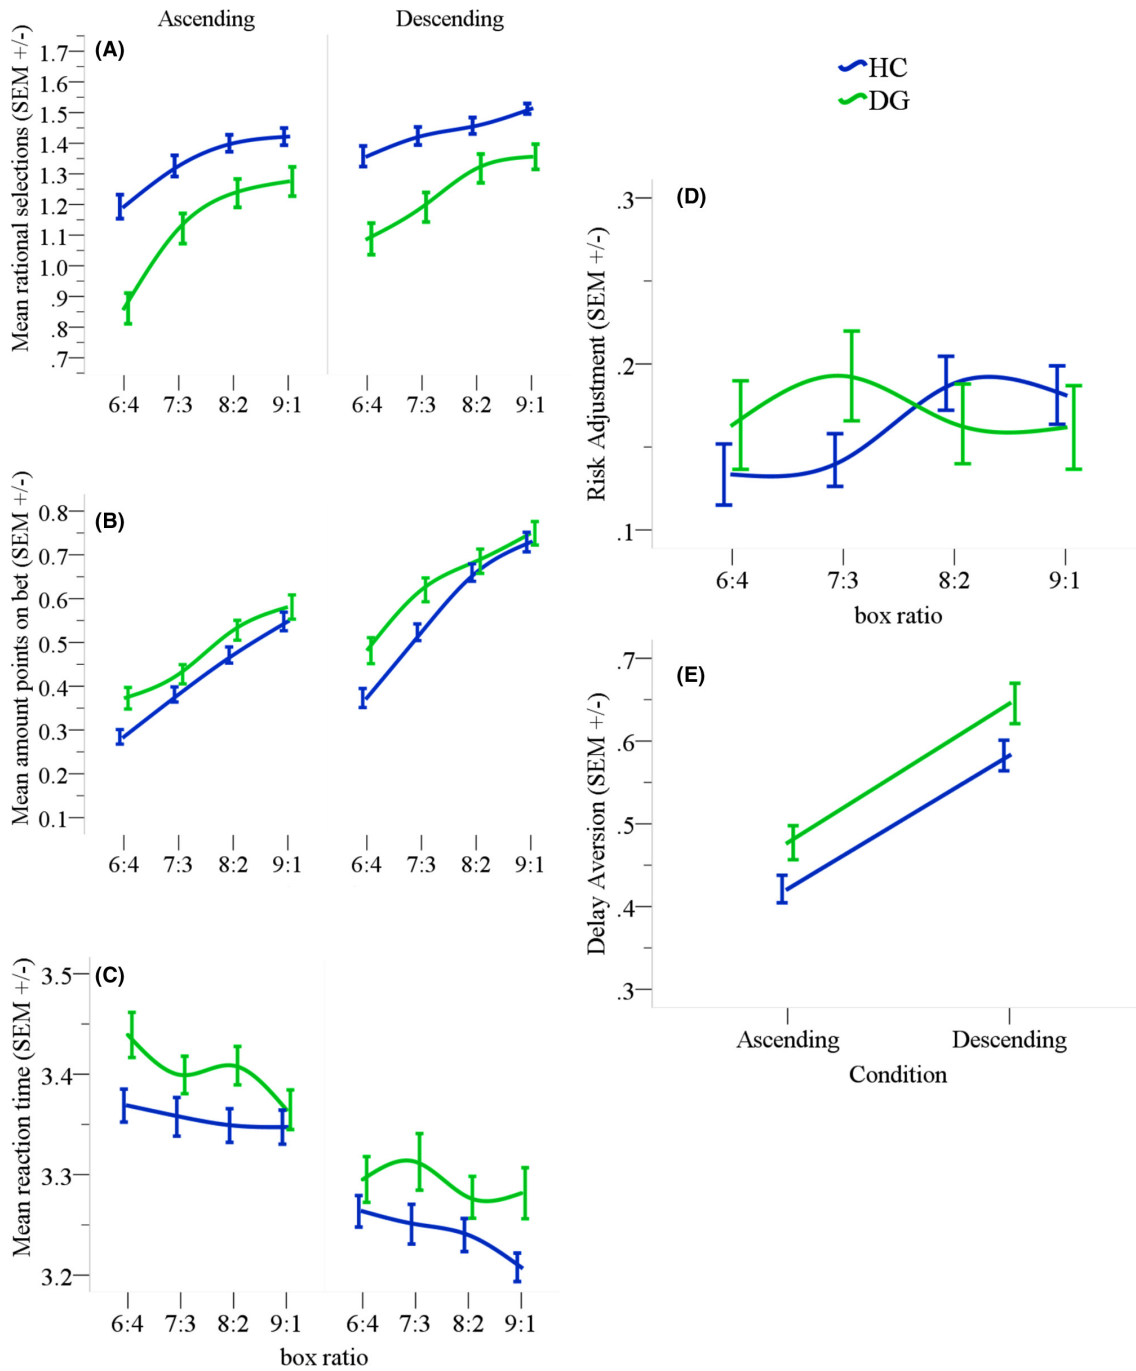 Ascending
Descending
(A)
Mean rational selections (SEM +/-)
1.7
1.6
1.5
1.4
1.3
1.2
1.1
1.0
.9
.8
.7
6:4 7:3 8:2 9:1
6:4 7:3 8:2 9:1
(B)
Mean amount points on bet (SEM +/-)
0.8
0.7
0.6
0.5
0.4
0.3
0.2
0.1
6:4 7:3 8:2 9:1
6:4 7:3 8:2 9:1
(C)
Mean reaction time (SEM +/-)
3.5
3.4
3.3
3.2
6:4 7:3 8:2 9:1
6:4 7:3 8:2 9:1
box ratio
HC
DG
(D)
Risk Adjustment (SEM +/-)
.3
.2
.1
6:4 7:3 8:2 9:1
box ratio
(E)
Delay Aversion (SEM +/-)
.7
.6
.5
.4
.3
Ascending Descending
Condition